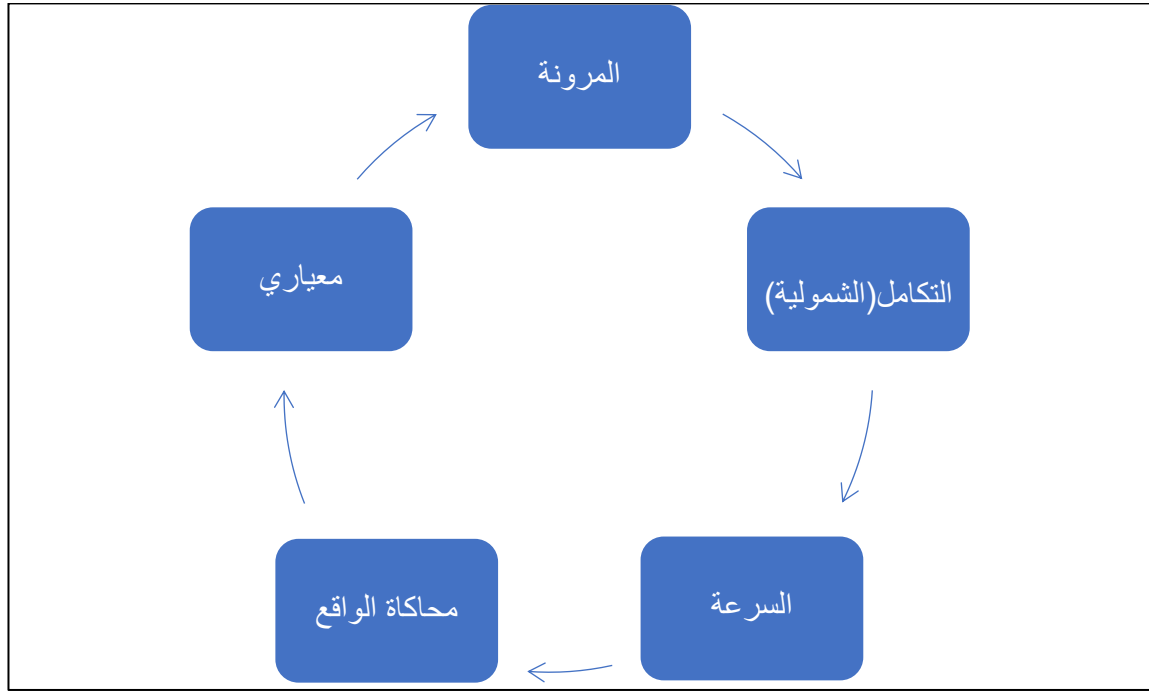 المرونة
التكامل(الشمولية)
السرعة
محاكاة الواقع
معياري